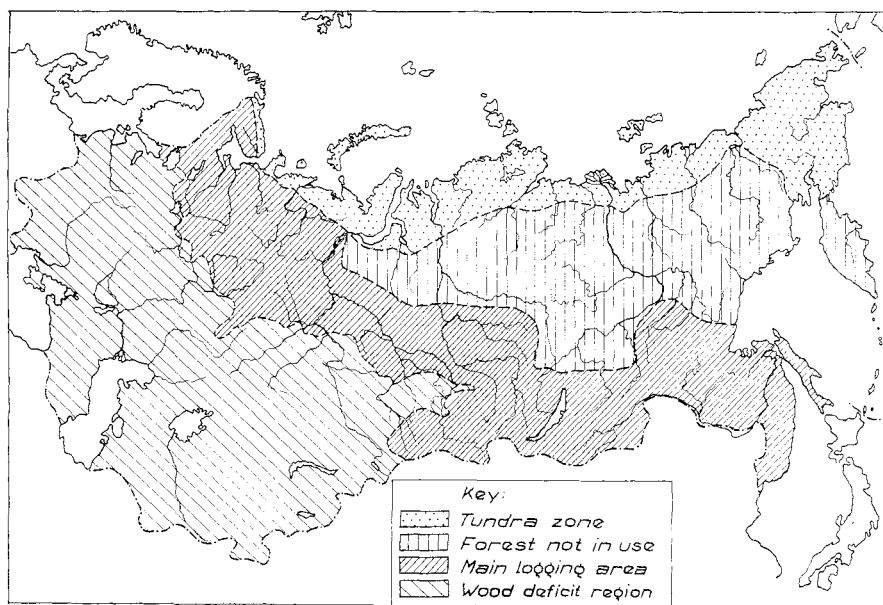 Key:
Tundra zone
Forest not in use
Main logging area
Wood deficit region